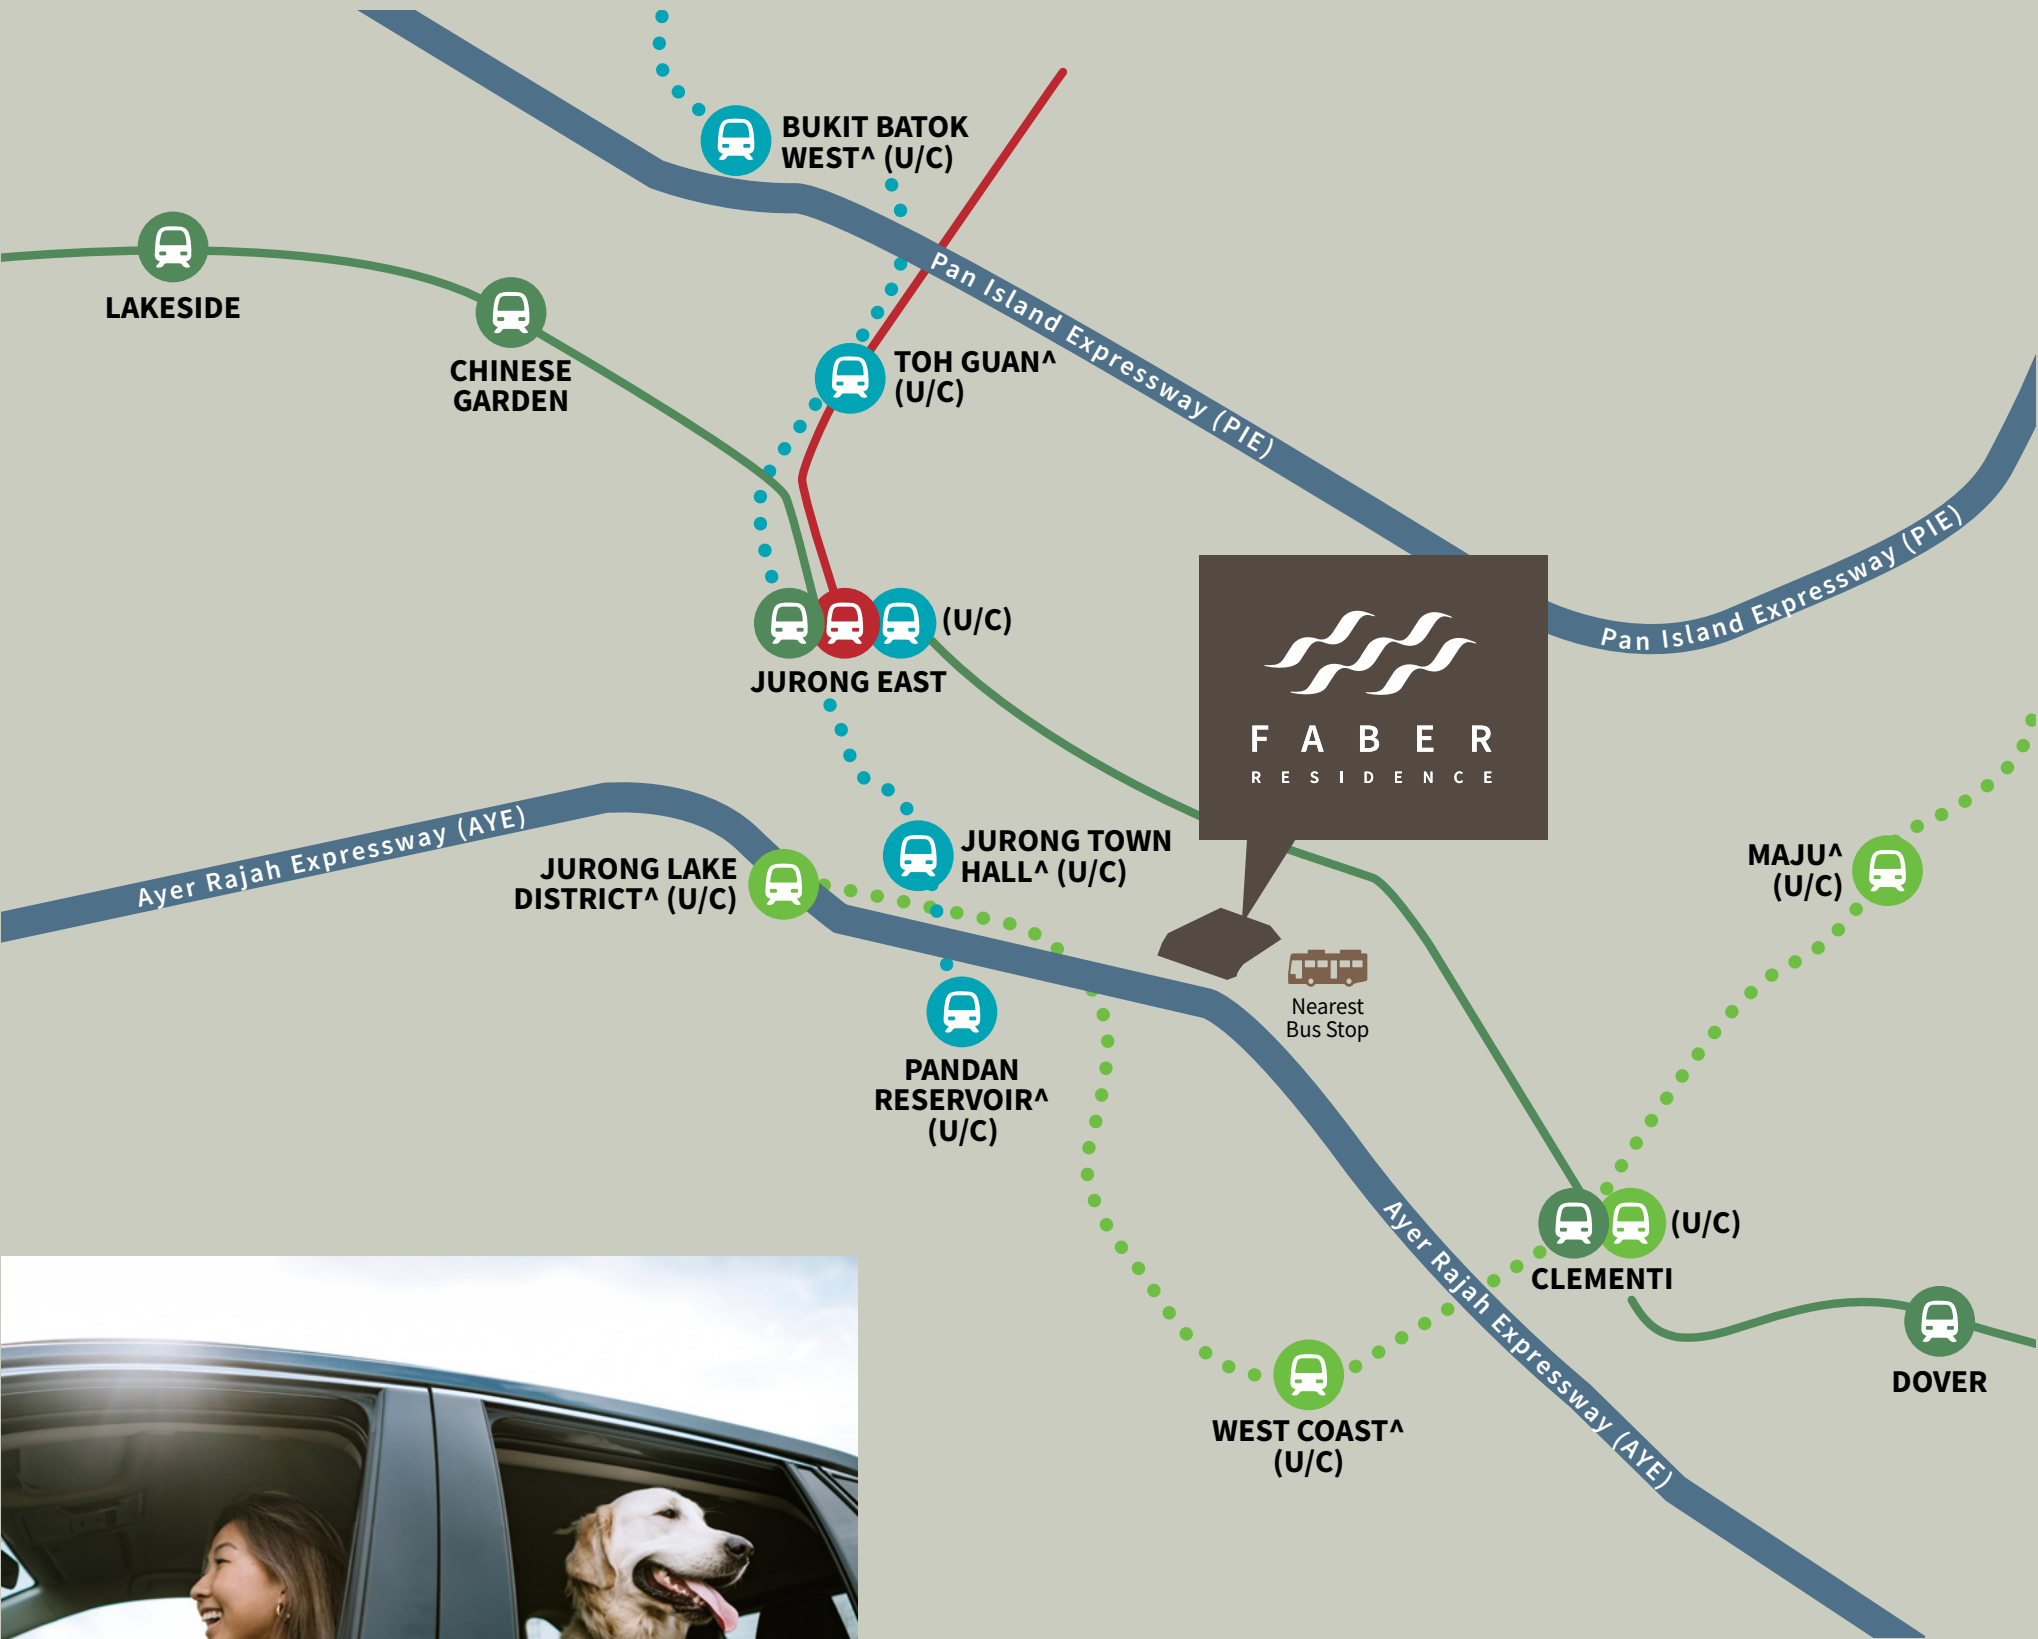 BUKIT BATOK
WEST^ (U/C)
Pan Island Expressway (PIE)
LAKESIDE
CHINESE
GARDEN
TOH GUAN^
(U/C)
Pan Island Expressway (PIE)
(U/C)
JURONG EAST
FABER
RESIDENCE
Ayer Rajah Expressway (AYE)
JURONG LAKE
DISTRICT^ (U/C)
JURONG TOWN
HALL^ (U/C)
MAJU^
(U/C)
Nearest
Bus Stop
PANDAN
RESERVOIR^
(U/C)
Ayer Rajah Expressway (AYE)
(U/C)
CLEMENTI
DOVER
WEST COAST^
(U/C)